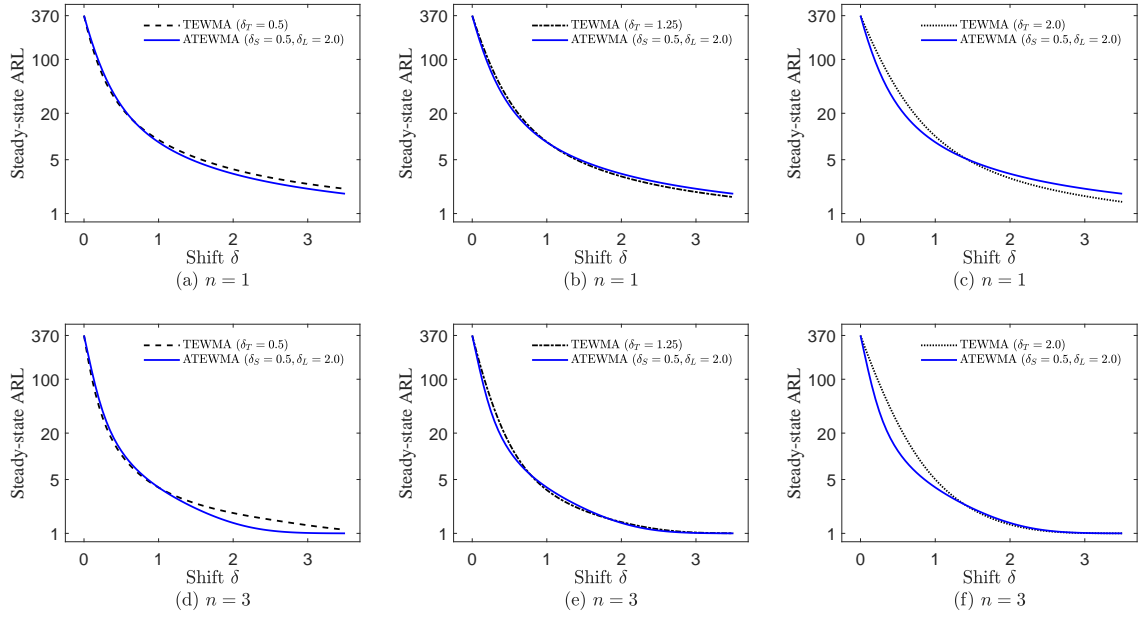 370
100
20
5
1
Steady-state ARL
TEWMA (δ_T = 0.5)
ATEWMA (δ_S = 0.5, δ_L = 2.0)
0 1 2 3
Shift δ
(a) n = 1
370
100
20
5
1
Steady-state ARL
TEWMA (δ_T = 1.25)
ATEWMA (δ_S = 0.5, δ_L = 2.0)
0 1 2 3
Shift δ
(b) n = 1
370
100
20
5
1
Steady-state ARL
TEWMA (δ_T = 2.0)
ATEWMA (δ_S = 0.5, δ_L = 2.0)
0 1 2 3
Shift δ
(c) n = 1
370
100
20
5
1
Steady-state ARL
TEWMA (δ_T = 0.5)
ATEWMA (δ_S = 0.5, δ_L = 2.0)
0 1 2 3
Shift δ
(d) n = 3
370
100
20
5
1
Steady-state ARL
TEWMA (δ_T = 1.25)
ATEWMA (δ_S = 0.5, δ_L = 2.0)
0 1 2 3
Shift δ
(e) n = 3
370
100
20
5
1
Steady-state ARL
TEWMA (δ_T = 2.0)
ATEWMA (δ_S = 0.5, δ_L = 2.0)
0 1 2 3
Shift δ
(f) n = 3